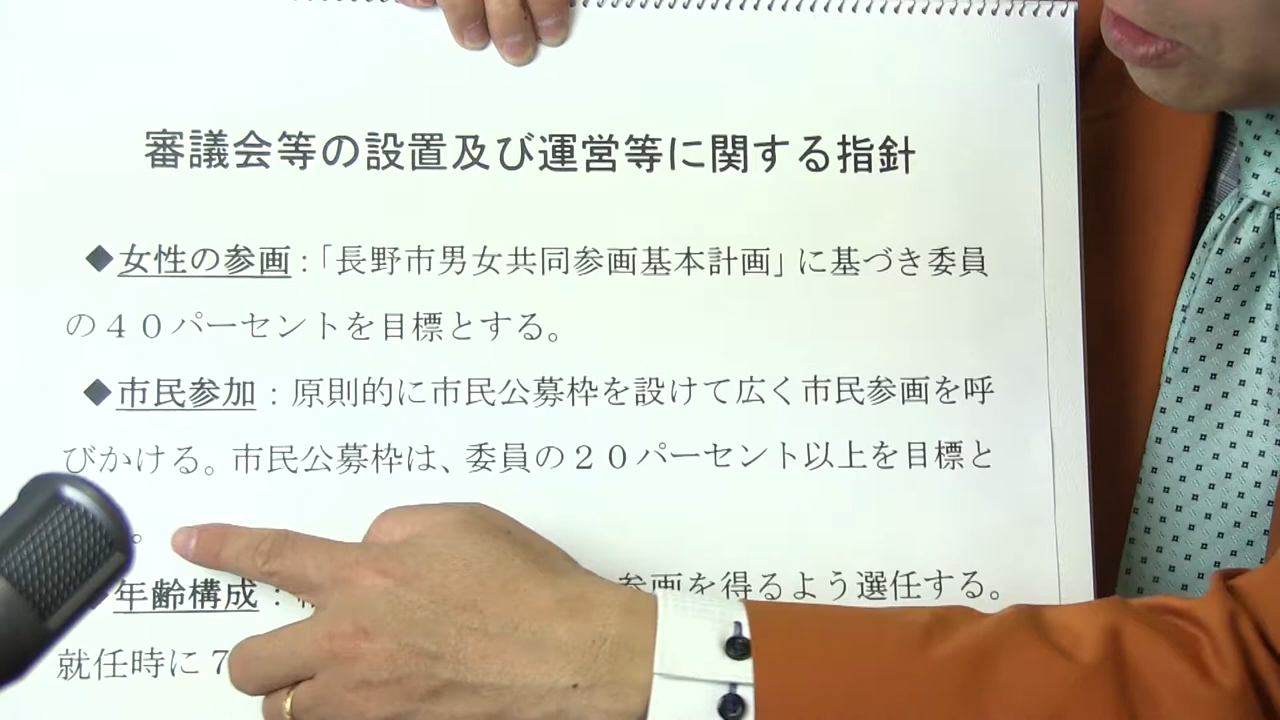 審議会等の設置及び運営等に関する指針
◆女性の参画：「長野市男女共同参画基本計画」に基づき委員
の４０パーセントを目標とする。
◆市民参加：原則的に市民公募枠を設けて広く市民参画を呼
びかける。市民公募枠は、委員の２０パーセント以上を目標と
。
年齢構成： 参画を得るよう選任する。
就任時に７